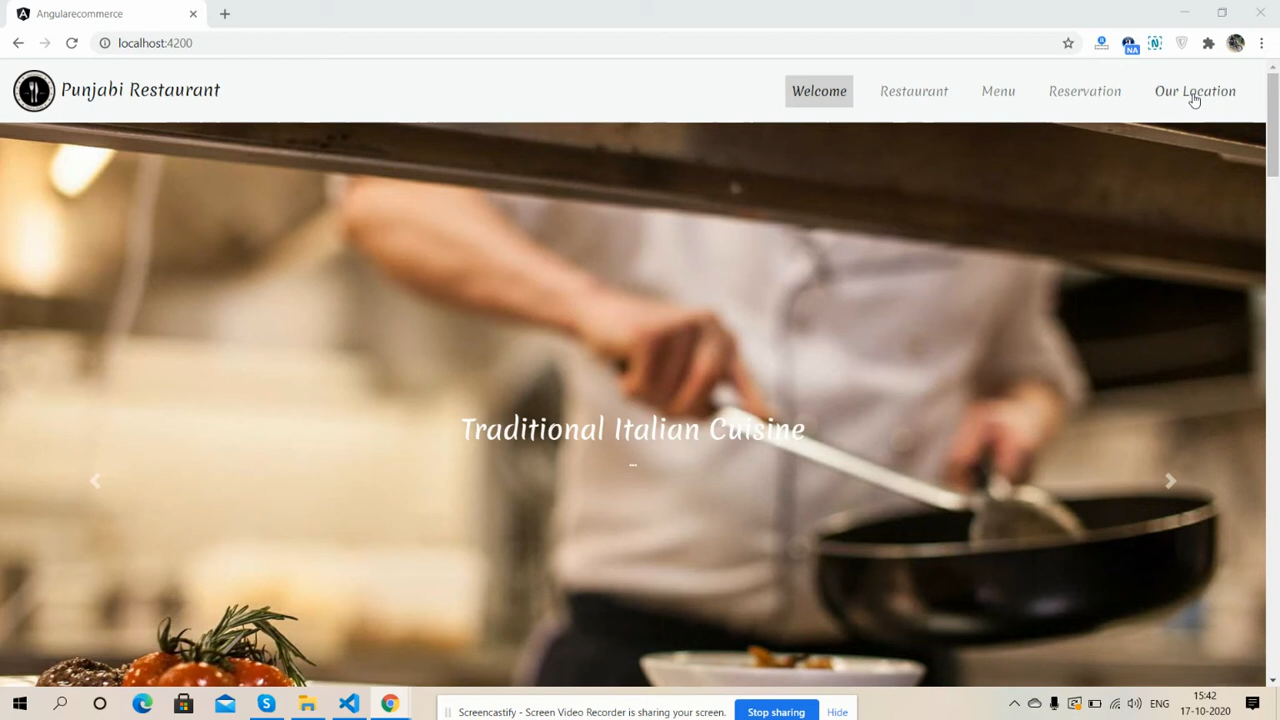 Angularecommerce
localhost:4200
NA
N
Punjabi Restaurant
Welcome
Restaurant
Menu
Reservation
Our Location
Traditional Italian Cuisine
...
Screencastify - Screen Video Recorder is sharing your screen.
Stop sharing
Hide
ENG
15:42
17-10-2020